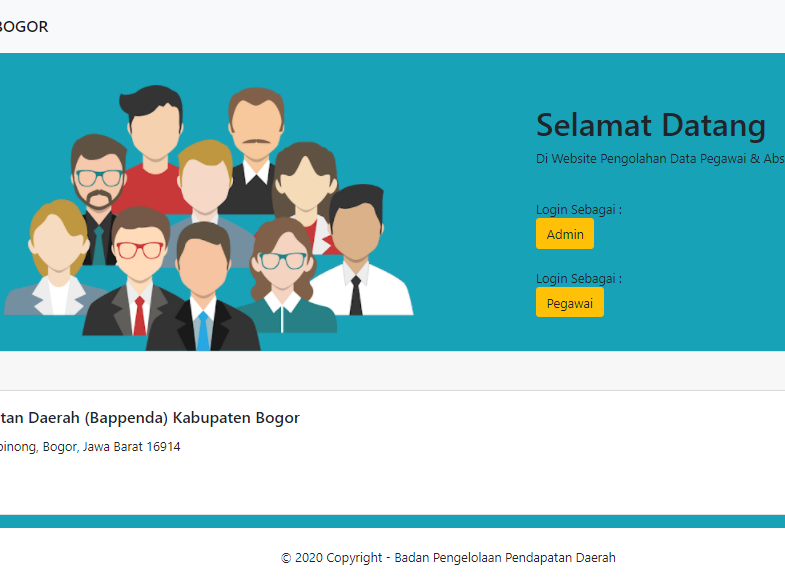 BOGOR
Selamat Datang
Di Website Pengolahan Data Pegawai & Abs
Login Sebagai :
Admin
Login Sebagai :
Pegawai
tan Daerah (Bappenda) Kabupaten Bogor
binong, Bogor, Jawa Barat 16914
© 2020 Copyright - Badan Pengelolaan Pendapatan Daerah